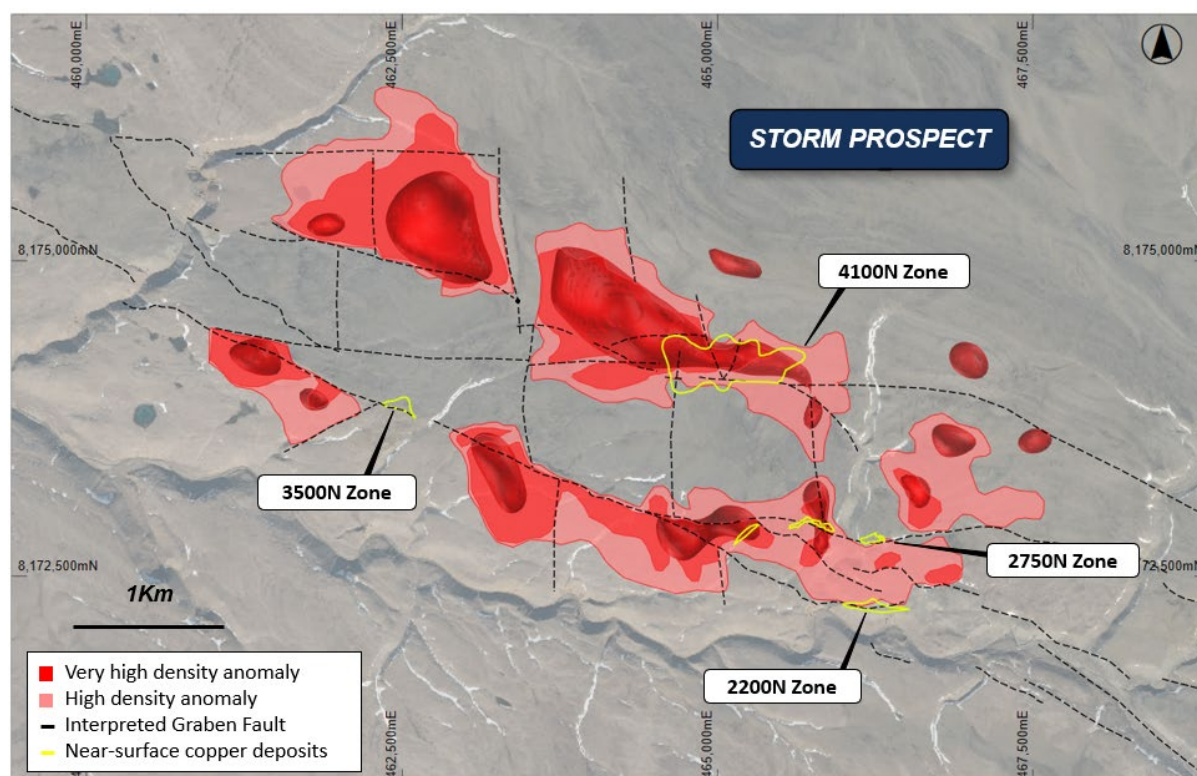 460,000mE
462,500mE
465,000mE
467,500mE
STORM PROSPECT
8,175,000mN
8,175,000mN
4100N Zone
3500N Zone
2750N Zone
8,172,500mN
72,500mN
1Km
2200N Zone
Very high density anomaly
High density anomaly
Interpreted Graben Fault
Near-surface copper deposits
462,500mE
465,000mE
467,500mE